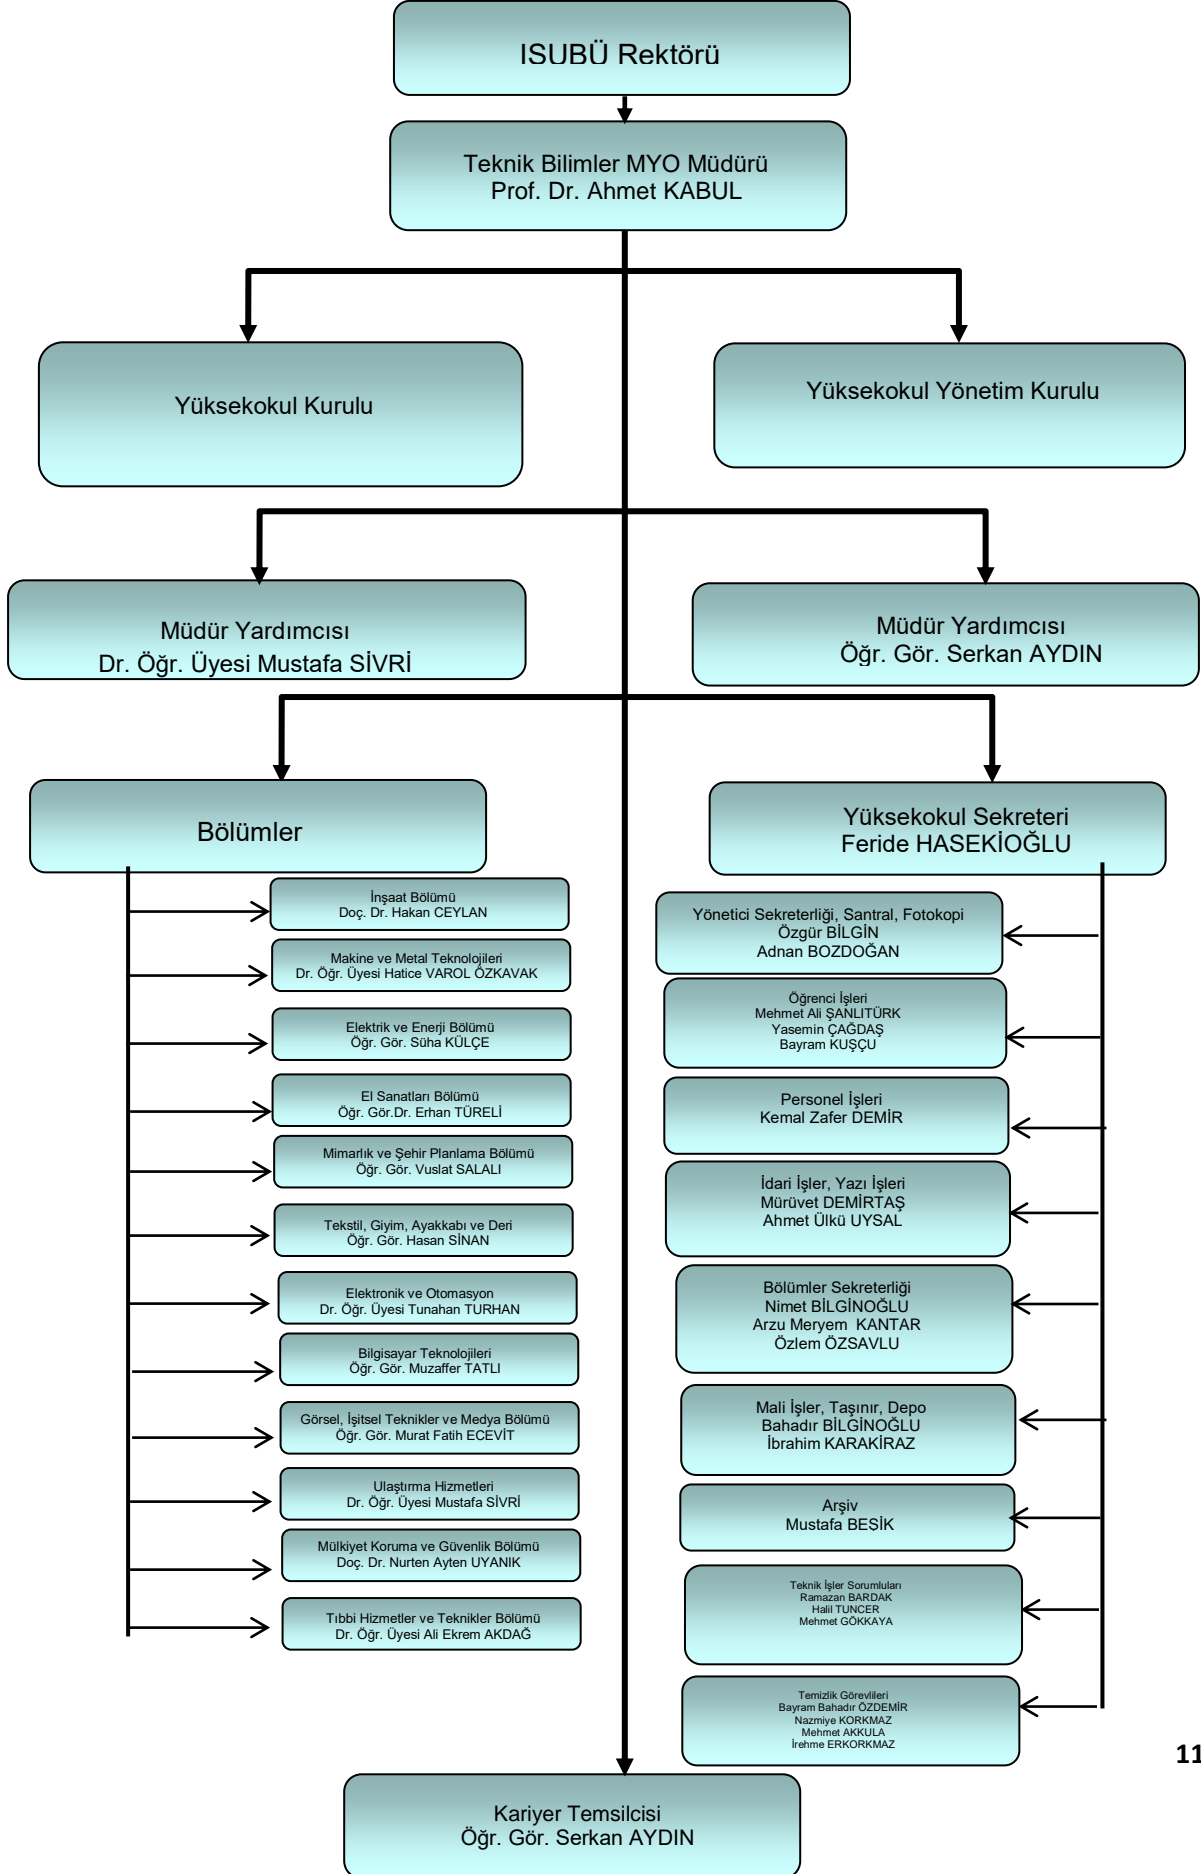 ISUBÜ Rektörü
Teknik Bilimler MYO Müdürü
Prof. Dr. Ahmet KABUL
Yüksekokul Kurulu
Yüksekokul Yönetim Kurulu
Müdür Yardımcısı
Dr. Öğr. Üyesi Mustafa SİVRİ
Müdür Yardımcısı
Öğr. Gör. Serkan AYDIN
Bölümler
İnşaat Bölümü
Doç. Dr. Hakan CEYLAN
Makine ve Metal Teknolojileri
Dr. Öğr. Üyesi Hatice VAROL ÖZKAVAK
Elektrik ve Enerji Bölümü
Öğr. Gör. Süha KÜLÇE
El Sanatları Bölümü
Öğr. Gör.Dr. Erhan TÜRELİ
Mimarlık ve Şehir Planlama Bölümü
Öğr. Gör. Vuslat SALALI
Tekstil, Giyim, Ayakkabı ve Deri
Öğr. Gör. Hasan SİNAN
Elektronik ve Otomasyon
Dr. Öğr. Üyesi Tunahan TURHAN
Bilgisayar Teknolojileri
Öğr. Gör. Muzaffer TATLI
Görsel, İşitsel Teknikler ve Medya Bölümü
Öğr. Gör. Murat Fatih ECEVİT
Ulaştırma Hizmetleri
Dr. Öğr. Üyesi Mustafa SİVRİ
Mülkiyet Koruma ve Güvenlik Bölümü
Doç. Dr. Nurten Ayten UYANIK
Tıbbi Hizmetler ve Teknikler Bölümü
Dr. Öğr. Üyesi Ali Ekrem AKDAĞ
Yüksekokul Sekreteri
Feride HASEKİOĞLU
Yönetici Sekreterliği, Santral, Fotokopi
Özgür BİLGİN
Adnan BOZDOĞAN
Öğrenci İşleri
Mehmet Ali ŞANLITÜRK
Yasemin ÇAĞDAŞ
Bayram KUŞÇU
Personel İşleri
Kemal Zafer DEMİR
İdari İşler, Yazı İşleri
Mürüvet DEMİRTAŞ
Ahmet Ülkü UYSAL
Bölümler Sekreterliği
Nimet BİLGİNOĞLU
Arzu Meryem KANTAR
Özlem ÖZSAVLU
Mali İşler, Taşınır, Depo
Bahadır BİLGİNOĞLU
İbrahim KARAKİRAZ
Arşiv
Mustafa BEŞİK
Teknik İşler Sorumluları
Ramazan BARDAK
Halil TUNCER
Mehmet GÖKKAYA
Temizlik Görevlileri
Bayram Bahadır ÖZDEMİR
Nazmiye KORKMAZ
Mehmet AKKULA
İrehme ERKORKMAZ
11
Kariyer Temsilcisi
Öğr. Gör. Serkan AYDIN